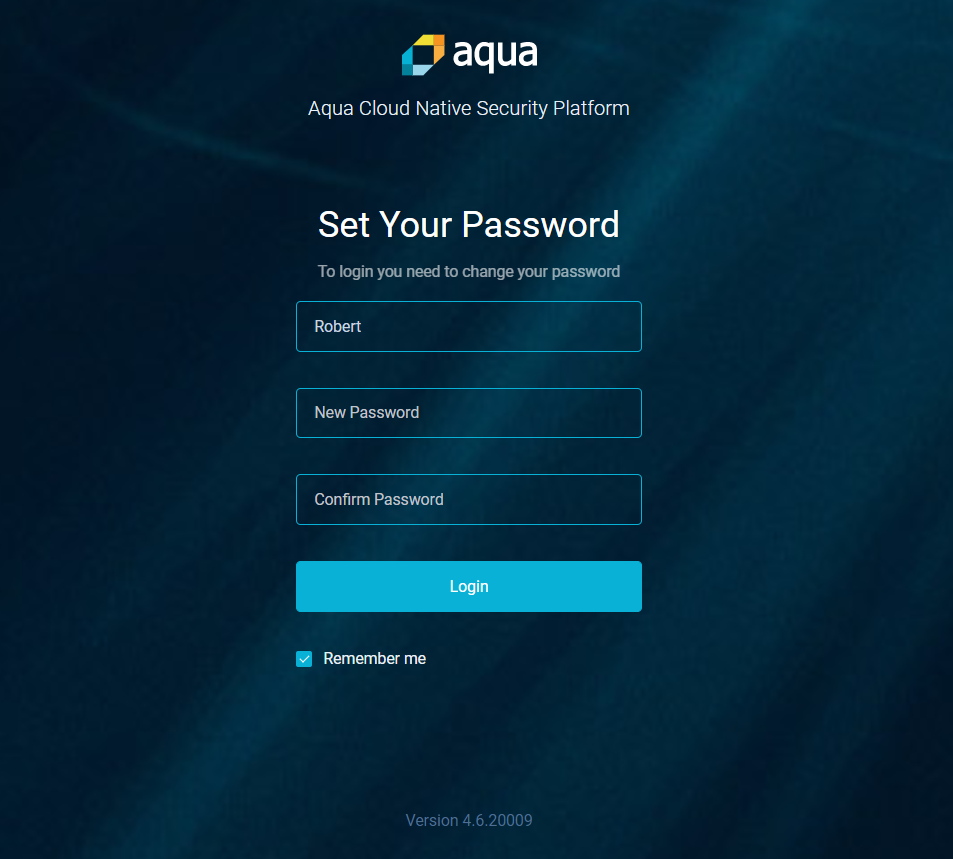 aqua
Aqua Cloud Native Security Platform
Set Your Password
To login you need to change your password
Robert
New Password
Confirm Password
Login
Remember me
Version 4.6.20009